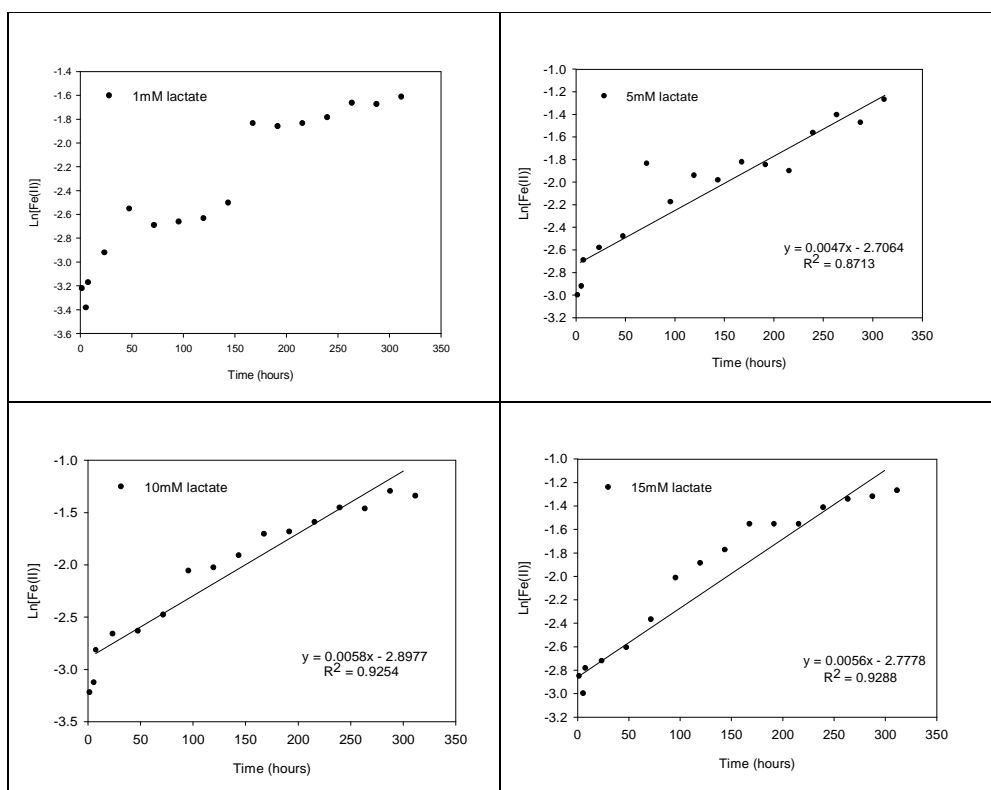 1mM lactate
Ln[Fe(II)]
-1.4
-1.6
-1.8
-2.0
-2.2
-2.4
-2.6
-2.8
-3.0
-3.2
-3.4
-3.6
0 50 100 150 200 250 300 350
Time (hours)
5mM lactate
Ln[Fe(II)]
-1.0
-1.2
-1.4
-1.6
-1.8
-2.0
-2.2
-2.4
-2.6
-2.8
-3.0
-3.2
y = 0.0047x - 2.7064
R2 = 0.8713
0 50 100 150 200 250 300 350
Time (hours)
10mM lactate
Ln[Fe(II)]
-1.0
-1.5
-2.0
-2.5
-3.0
-3.5
y = 0.0058x - 2.8977
R2 = 0.9254
0 50 100 150 200 250 300 350
Time (hours)
15mM lactate
Ln[Fe(II)]
-1.0
-1.2
-1.4
-1.6
-1.8
-2.0
-2.2
-2.4
-2.6
-2.8
-3.0
-3.2
y = 0.0056x - 2.7778
R2 = 0.9288
0 50 100 150 200 250 300 350
Time (hours)